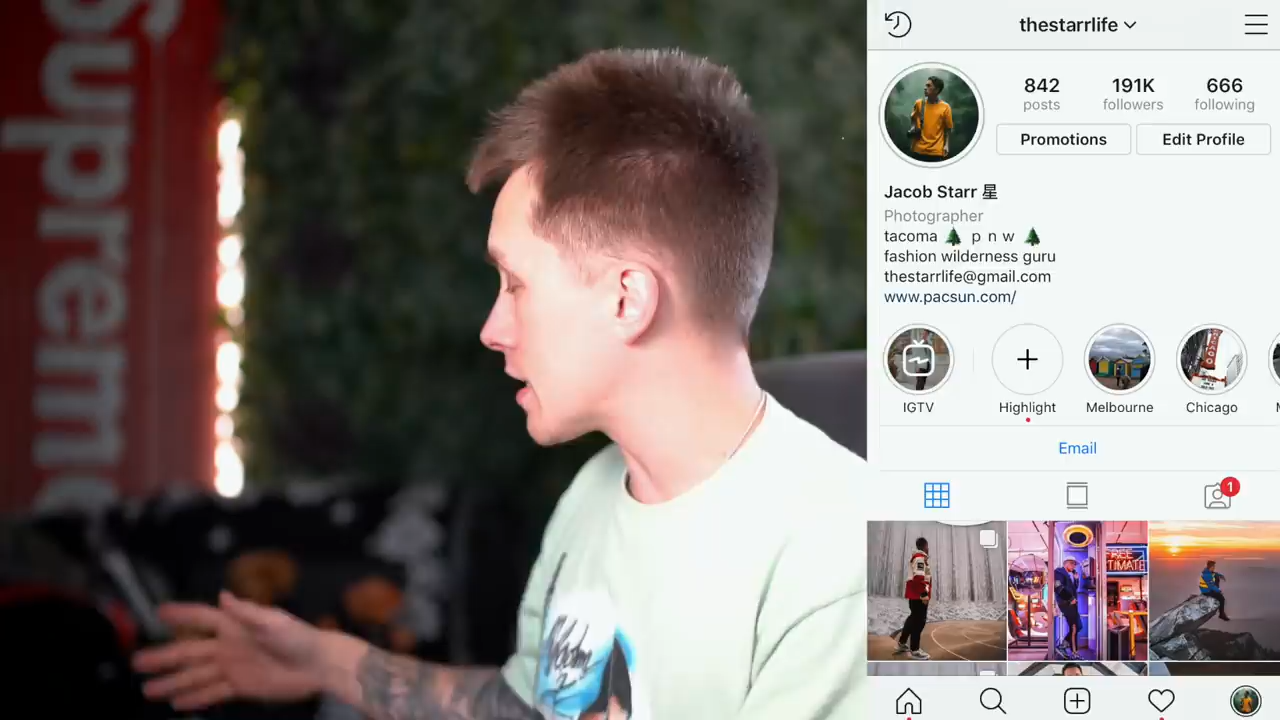 Supreme
thestarrlife
842
191K
666
posts
followers
following
Promotions
Edit Profile
Jacob Starr 星
Photographer
tacoma 🌲 p n w 🌲
fashion wilderness guru
thestarrlife@gmail.com
www.pacsun.com/
IGTV
Highlight
Melbourne
Chicago
Email
1
FREE